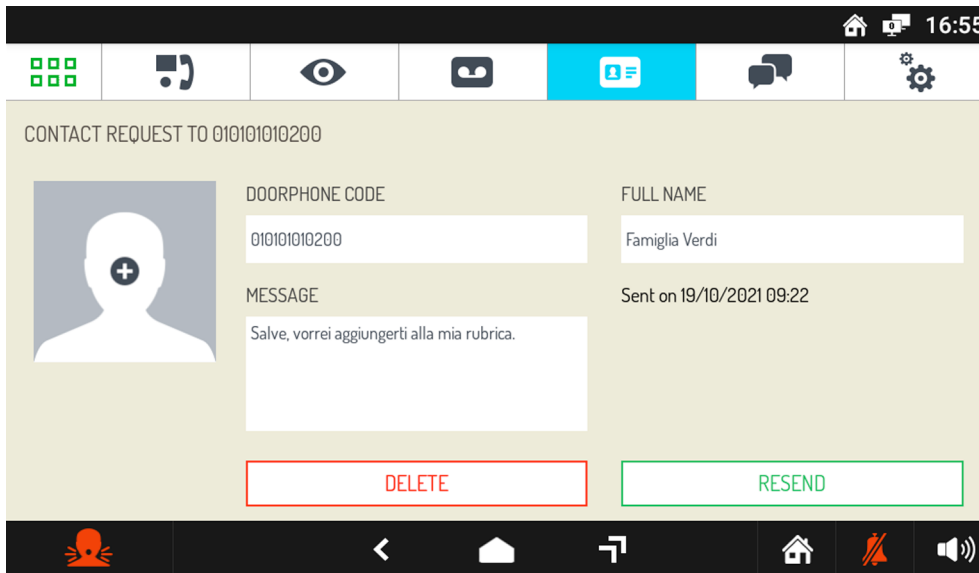 0
16:55
CONTACT REQUEST TO 010101010200
DOORPHONE CODE
FULL NAME
010101010200
Famiglia Verdi
MESSAGE
Sent on 19/10/2021 09:22
Salve, vorrei aggiungerti alla mia rubrica.
DELETE
RESEND